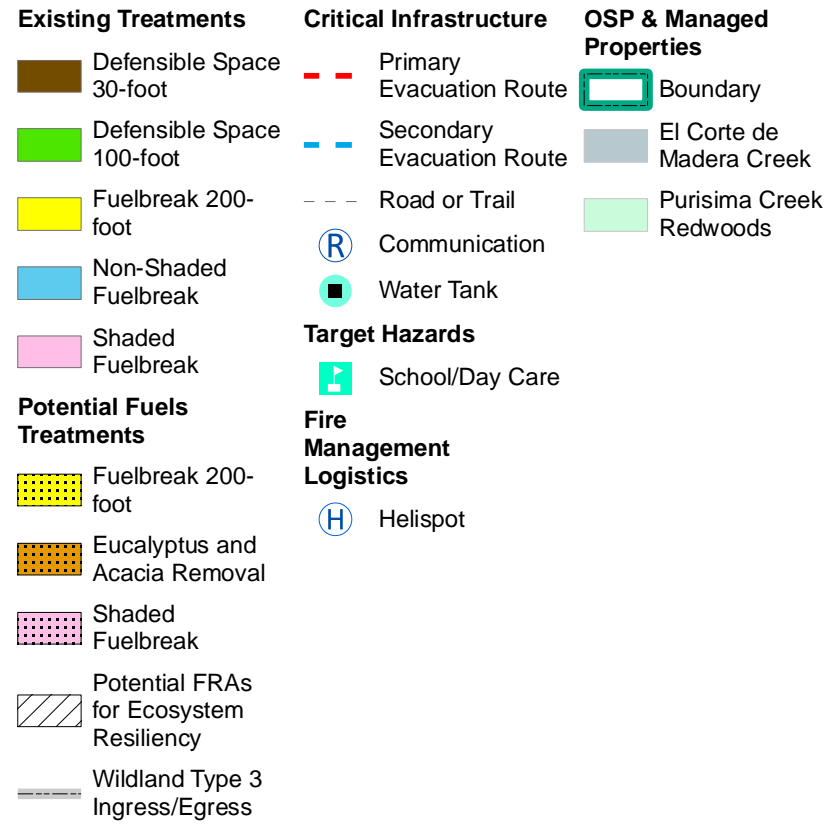 Existing Treatments
Defensible Space
30-foot
Defensible Space
100-foot
Fuelbreak 200-
foot
Non-Shaded
Fuelbreak
Shaded
Fuelbreak
Potential Fuels
Treatments
Fuelbreak 200-
foot
Eucalyptus and
Acacia Removal
Shaded
Fuelbreak
Potential FRAs
for Ecosystem
Resiliency
Wildland Type 3
Ingress/Egress
Critical Infrastructure
Primary
Evacuation Route
Secondary
Evacuation Route
Road or Trail
R
Communication
Water Tank
Target Hazards
School/Day Care
Fire
Management
Logistics
H
Helispot
OSP & Managed
Properties
Boundary
El Corte de
Madera Creek
Purisima Creek
Redwoods